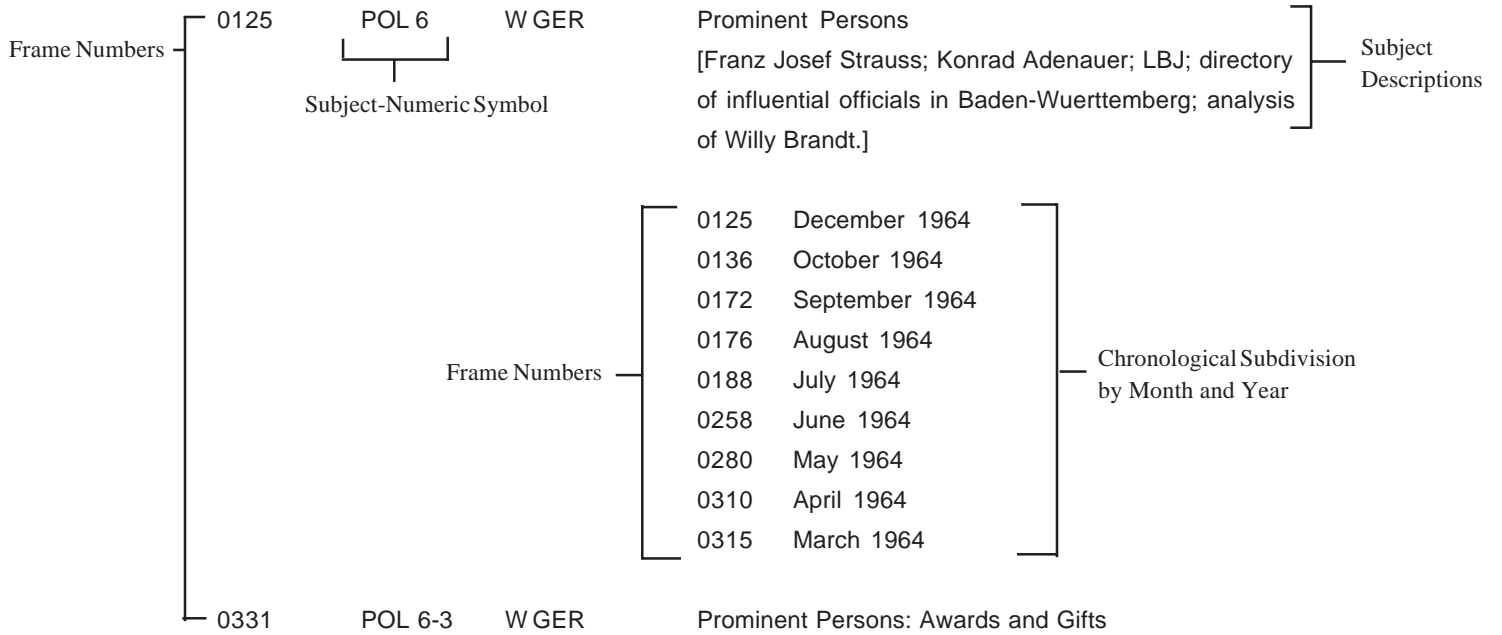 0125 POL 6 W GER Prominent Persons
Frame Numbers
[Franz Josef Strauss; Konrad Adenauer; LBJ; directory
of influential officials in Baden-Wuerttemberg; analysis
of Willy Brandt.]
Subject
Descriptions
Subject-Numeric Symbol
0125 December 1964
0136 October 1964
0172 September 1964
0176 August 1964
0188 July 1964
0258 June 1964
0280 May 1964
0310 April 1964
0315 March 1964
Frame Numbers
Chronological Subdivision
by Month and Year
0331 POL 6-3 W GER Prominent Persons: Awards and Gifts